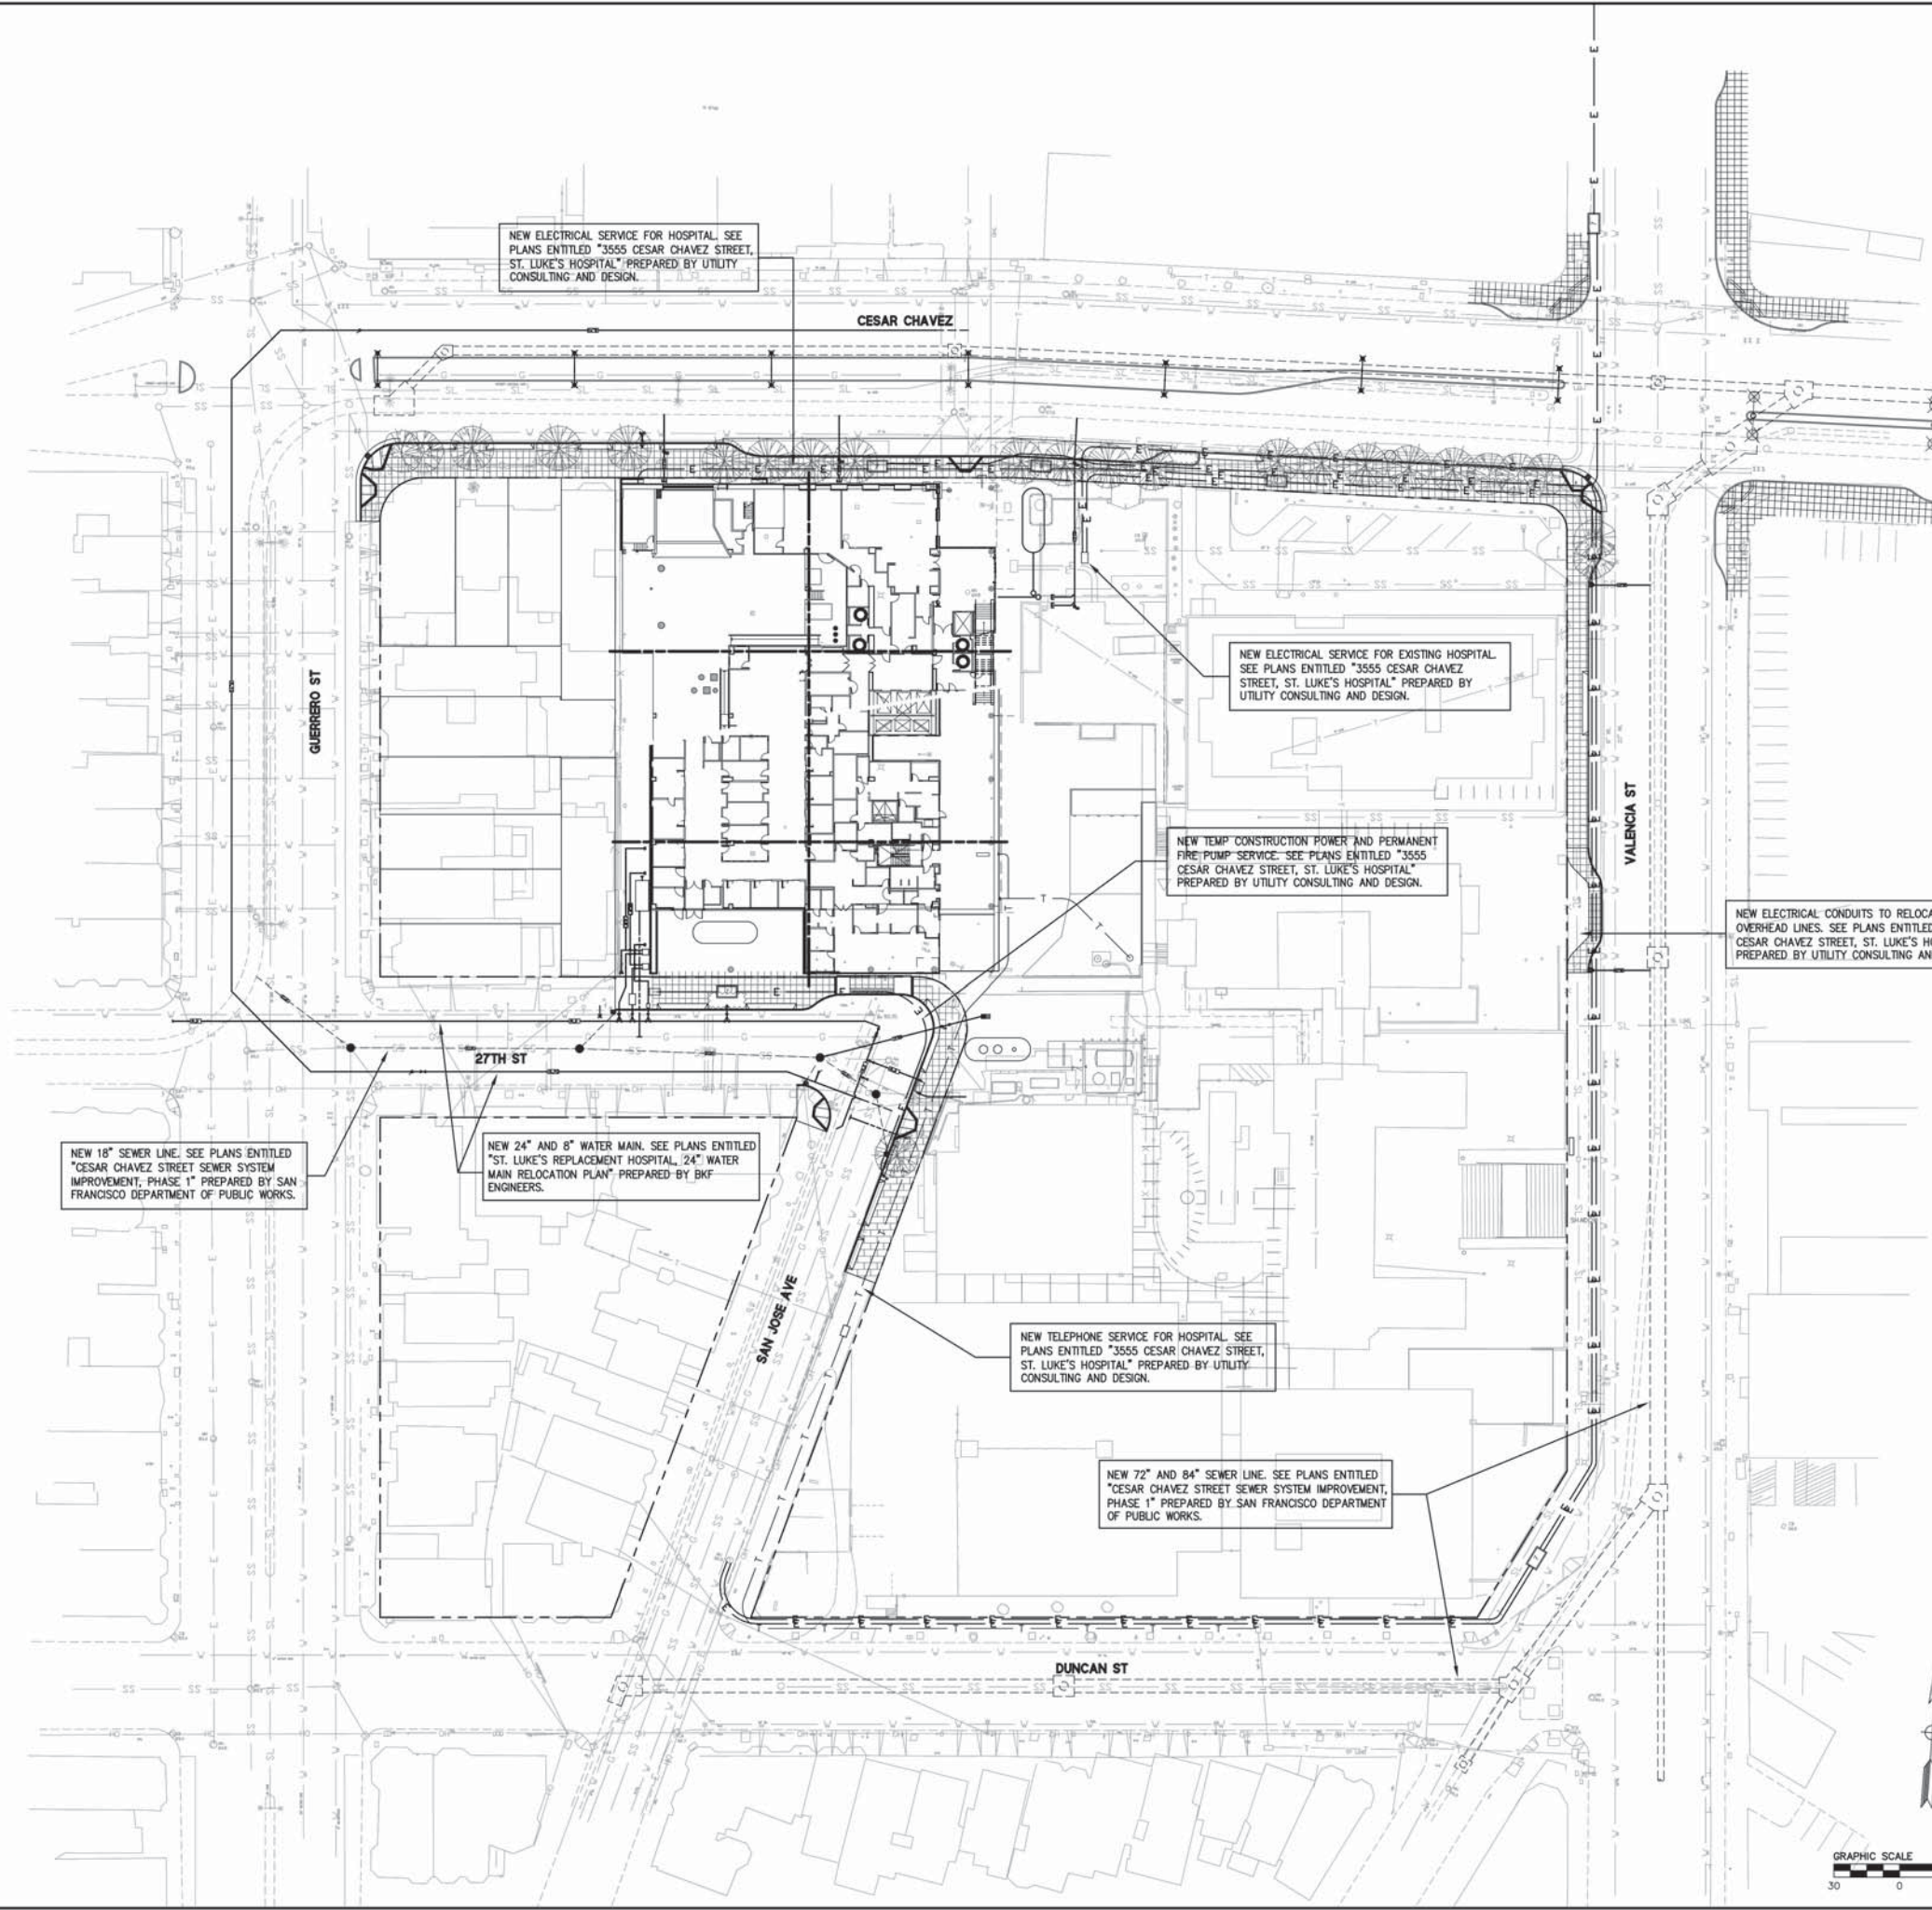 NEW ELECTRICAL SERVICE FOR HOSPITAL. SEE
PLANS ENTITLED "3555 CESAR CHAVEZ STREET,
ST. LUKE'S HOSPITAL" PREPARED BY UTILITY
CONSULTING AND DESIGN.
CESAR CHAVEZ
GUERRERO ST
NEW ELECTRICAL SERVICE FOR EXISTING HOSPITAL.
SEE PLANS ENTITLED "3555 CESAR CHAVEZ
STREET, ST. LUKE'S HOSPITAL" PREPARED BY
UTILITY CONSULTING AND DESIGN.
VALENCIA ST
NEW TEMP CONSTRUCTION POWER AND PERMANENT
FIRE PUMP SERVICE. SEE PLANS ENTITLED "3555
CESAR CHAVEZ STREET, ST. LUKE'S HOSPITAL"
PREPARED BY UTILITY CONSULTING AND DESIGN.
NEW ELECTRICAL CONDUITS TO RELOCA
OVERHEAD LINES. SEE PLANS ENTITLED
CESAR CHAVEZ STREET, ST. LUKE'S H
PREPARED BY UTILITY CONSULTING AN
27TH ST
NEW 18" SEWER LINE. SEE PLANS ENTITLED
"CESAR CHAVEZ STREET SEWER SYSTEM
IMPROVEMENT, PHASE 1" PREPARED BY SAN
FRANCISCO DEPARTMENT OF PUBLIC WORKS.
NEW 24" AND 8" WATER MAIN. SEE PLANS ENTITLED
"ST. LUKE'S REPLACEMENT HOSPITAL, 24" WATER
MAIN RELOCATION PLAN" PREPARED BY BKF
ENGINEERS.
SAN JOSE AVE
NEW TELEPHONE SERVICE FOR HOSPITAL. SEE
PLANS ENTITLED "3555 CESAR CHAVEZ STREET,
ST. LUKE'S HOSPITAL" PREPARED BY UTILITY
CONSULTING AND DESIGN.
NEW 72" AND 84" SEWER LINE. SEE PLANS ENTITLED
"CESAR CHAVEZ STREET SEWER SYSTEM IMPROVEMENT,
PHASE 1" PREPARED BY SAN FRANCISCO DEPARTMENT
OF PUBLIC WORKS.
DUNCAN ST
GRAPHIC SCALE
30 0